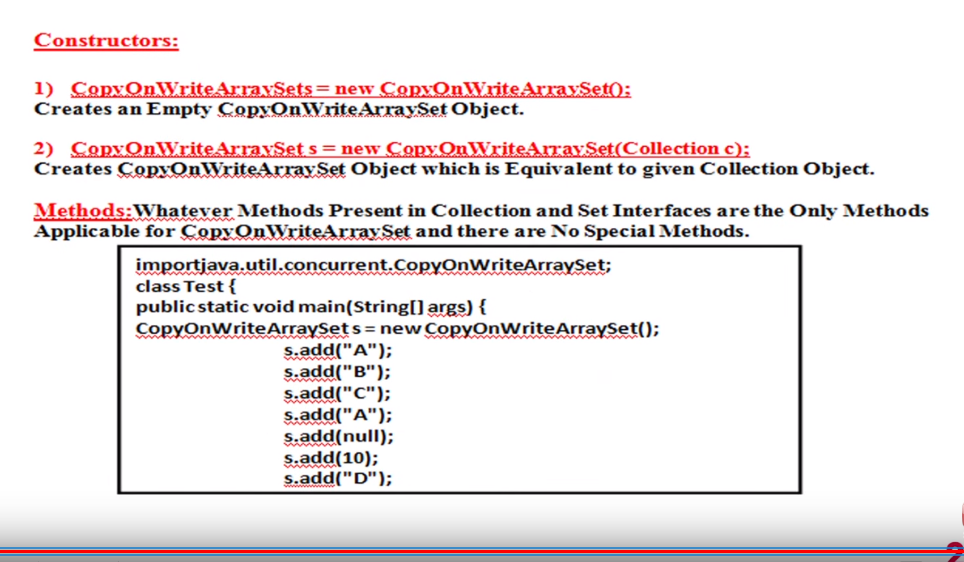 Constructors:
1) CopyOnWriteArraySets = new CopyOnWriteArraySet();
Creates an Empty CopyOnWriteArraySet Object.
2) CopyOnWriteArraySet s = new CopyOnWriteArraySet(Collection c);
Creates CopyOnWriteArraySet Object which is Equivalent to given Collection Object.
Methods:Whatever Methods Present in Collection and Set Interfaces are the Only Methods
Applicable for CopyOnWriteArraySet and there are No Special Methods.
importjava.util.concurrent.CopyOnWriteArraySet;
class Test {
public static void main(String[] args) {
CopyOnWriteArraySet s = new CopyOnWriteArraySet();
s.add("A");
s.add("B");
s.add("C");
s.add("A");
s.add(null);
s.add(10);
s.add("D");